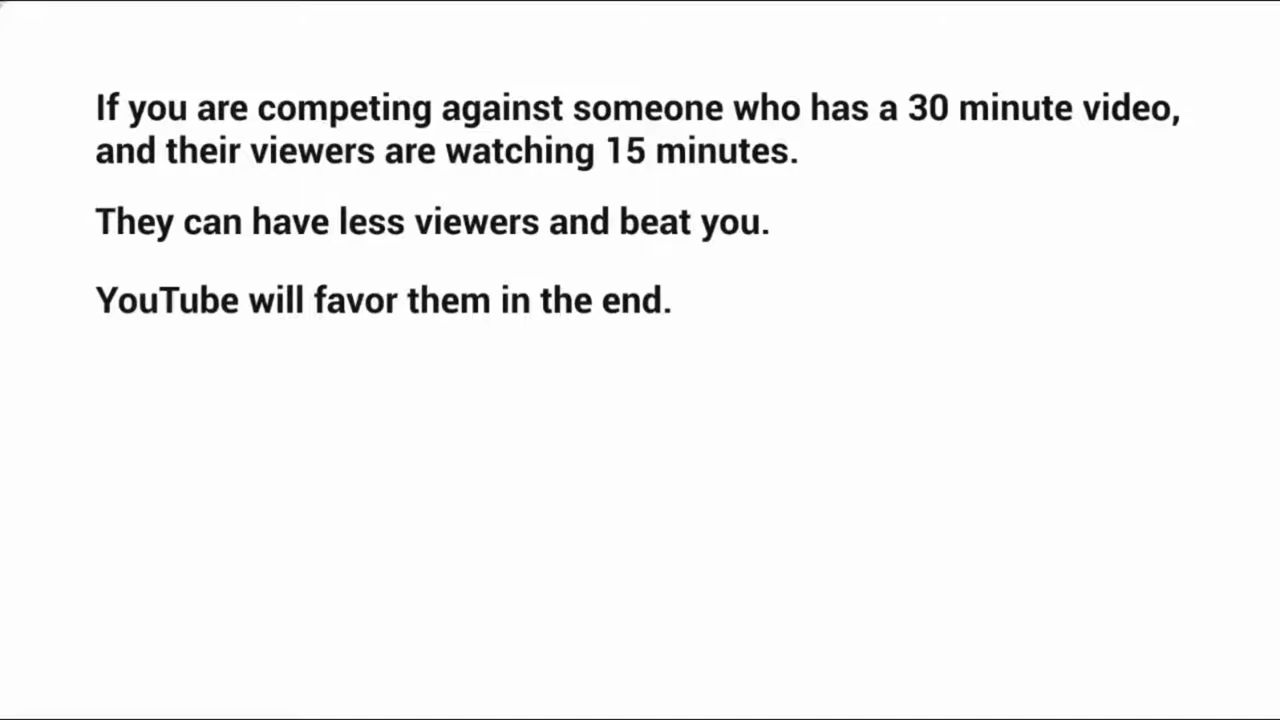 If you are competing against someone who has a 30 minute video,
and their viewers are watching 15 minutes.
They can have less viewers and beat you.
YouTube will favor them in the end.